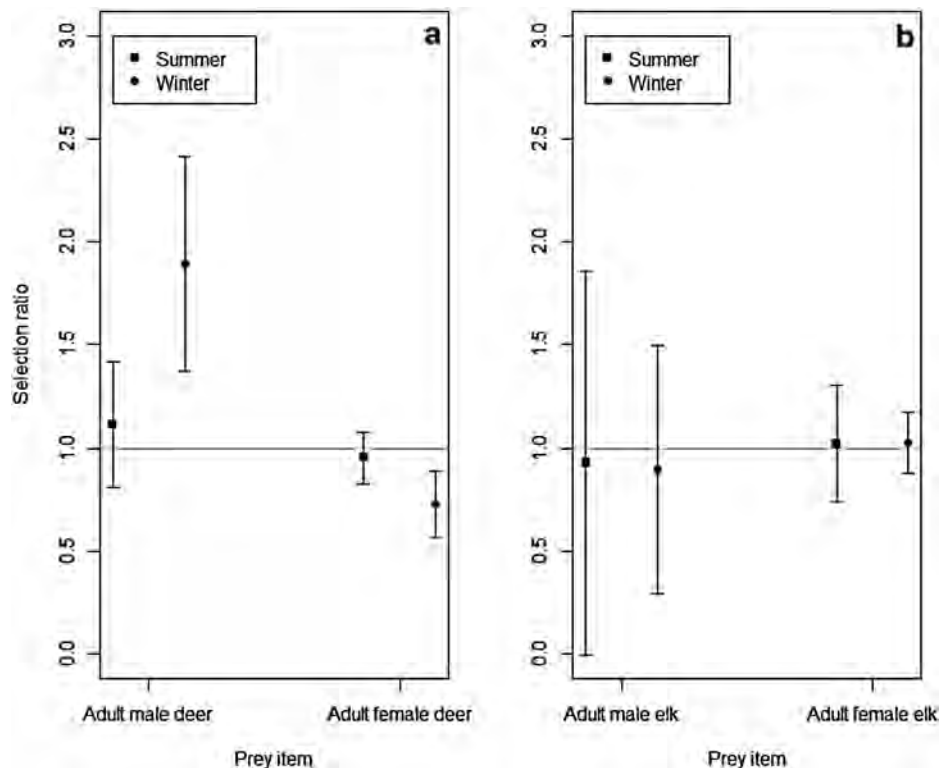 a
Summer
Winter
Selection ratio
3.0
2.5
2.0
1.5
1.0
0.5
0.0
Adult male deer
Adult female deer
Prey item
b
Summer
Winter
3.0
2.5
2.0
1.5
1.0
0.5
0.0
Adult male elk
Adult female elk
Prey item